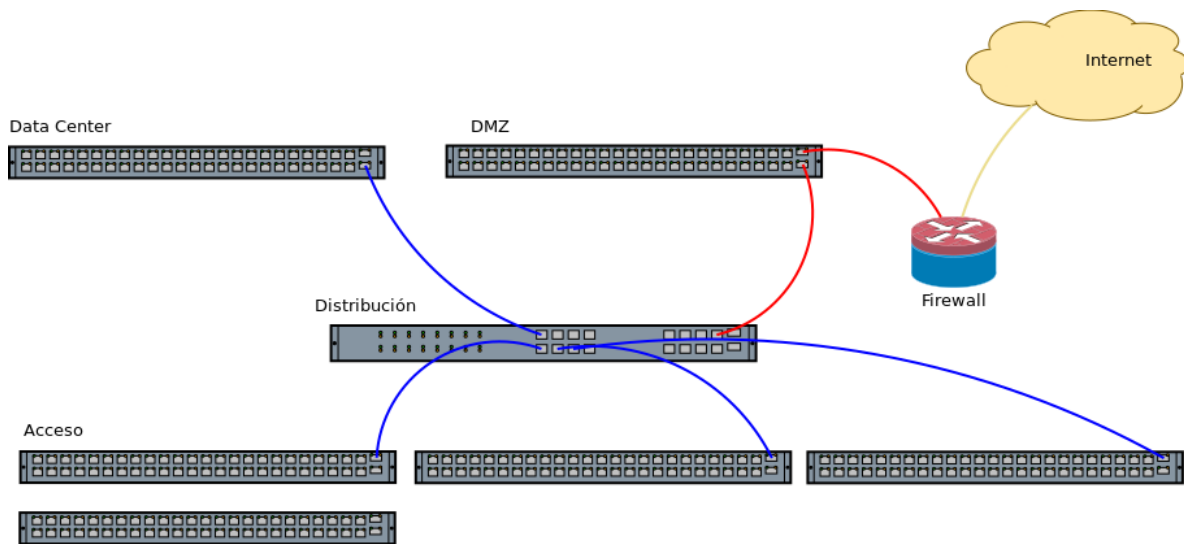 Internet
Data Center
DMZ
Firewall
Distribución
Acceso